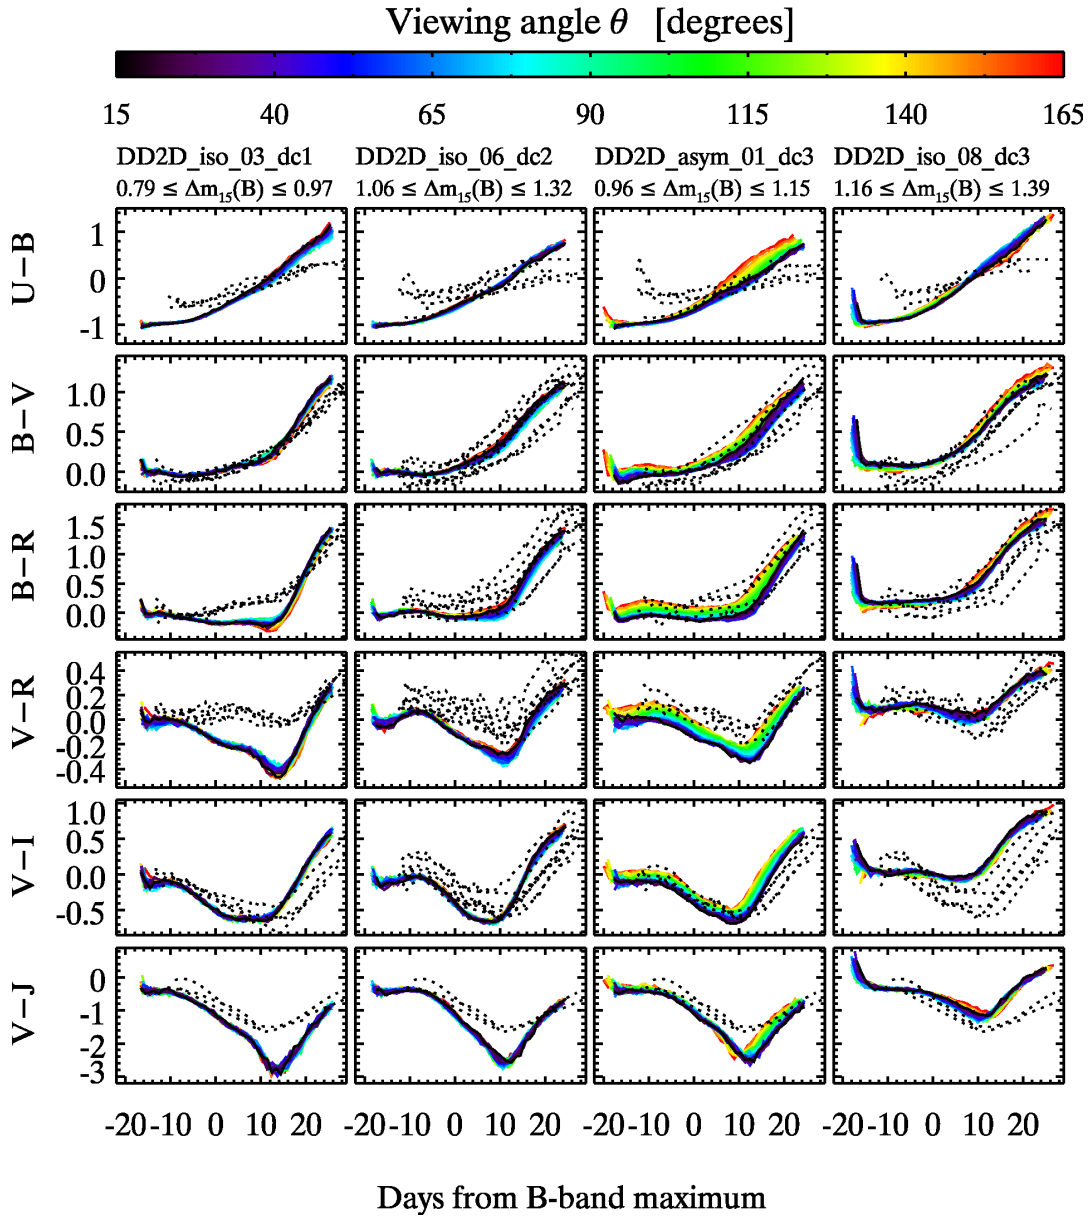 Viewing angle θ [degrees]
15 40 65 90 115 140 165
DD2D_iso_03_dc1 DD2D_iso_06_dc2 DD2D_asym_01_dc3 DD2D_iso_08_dc3
0.79 ≤ Δm₁₅(B) ≤ 0.97 1.06 ≤ Δm₁₅(B) ≤ 1.32 0.96 ≤ Δm₁₅(B) ≤ 1.15 1.16 ≤ Δm₁₅(B) ≤ 1.39
U−B
1
0
-1
B−V
1.0
0.5
0.0
B−R
1.5
1.0
0.5
0.0
V−R
0.4
0.2
0.0
-0.2
-0.4
V−I
1.0
0.5
0.0
-0.5
V−J
0
-1
-2
-3
-20 -10 0 10 20 -20 -10 0 10 20 -20 -10 0 10 20 -20 -10 0 10 20
Days from B-band maximum